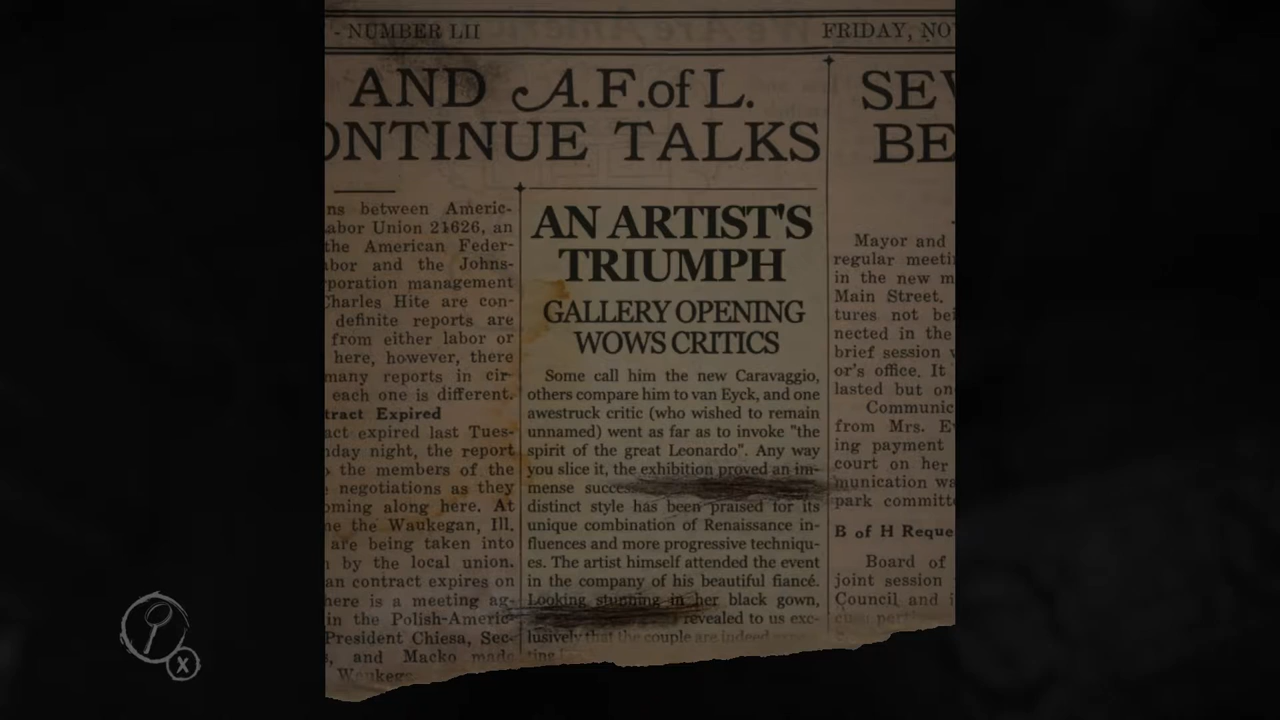 - NUMBER LII
FRIDAY, NO
AND A.F.of L.
ONTINUE TALKS
ns between Americ-
abor Union 21626, an
the American Feder-
bor and the Johns-
poration management
Charles Hite are con-
definite reports are
from either labor or
here, however, there
many reports in cir-
each one is different.
tract Expired
act expired last Tues-
day night, the report
the members of the
negotiations as they
oming along here. At
ne the Waukegan, Ill.
are being taken into
by the local union.
an contract expires on
here is a meeting ag-
in the Polish-Americ-
President Chiesa, Sec-
, and Macko made
Waukega
AN ARTIST'S
TRIUMPH
GALLERY OPENING
WOWS CRITICS
Some call him the new Caravaggio,
others compare him to van Eyck, and one
awestruck critic (who wished to remain
unnamed) went as far as to invoke "the
spirit of the great Leonardo". Any way
you slice it, the exhibition proved an im-
mense succes
distinct style has been praised for its
unique combination of Renaissance in-
fluences and more progressive techniqu-
es. The artist himself attended the event
in the company of his beautiful fiancé.
Looking stunning in her black gown,
revealed to us exc-
lusively that the couple are indeed expec-
ting
SEV
BE
Mayor and
regular meeti
in the new m
Main Street.
tures not bei
nected in the
brief session
or's office. It
lasted but on
Communic
from Mrs. Ev
ing payment
court on her
munication wa
park committe
B of H Reque
Board of
joint session
Council and i
X